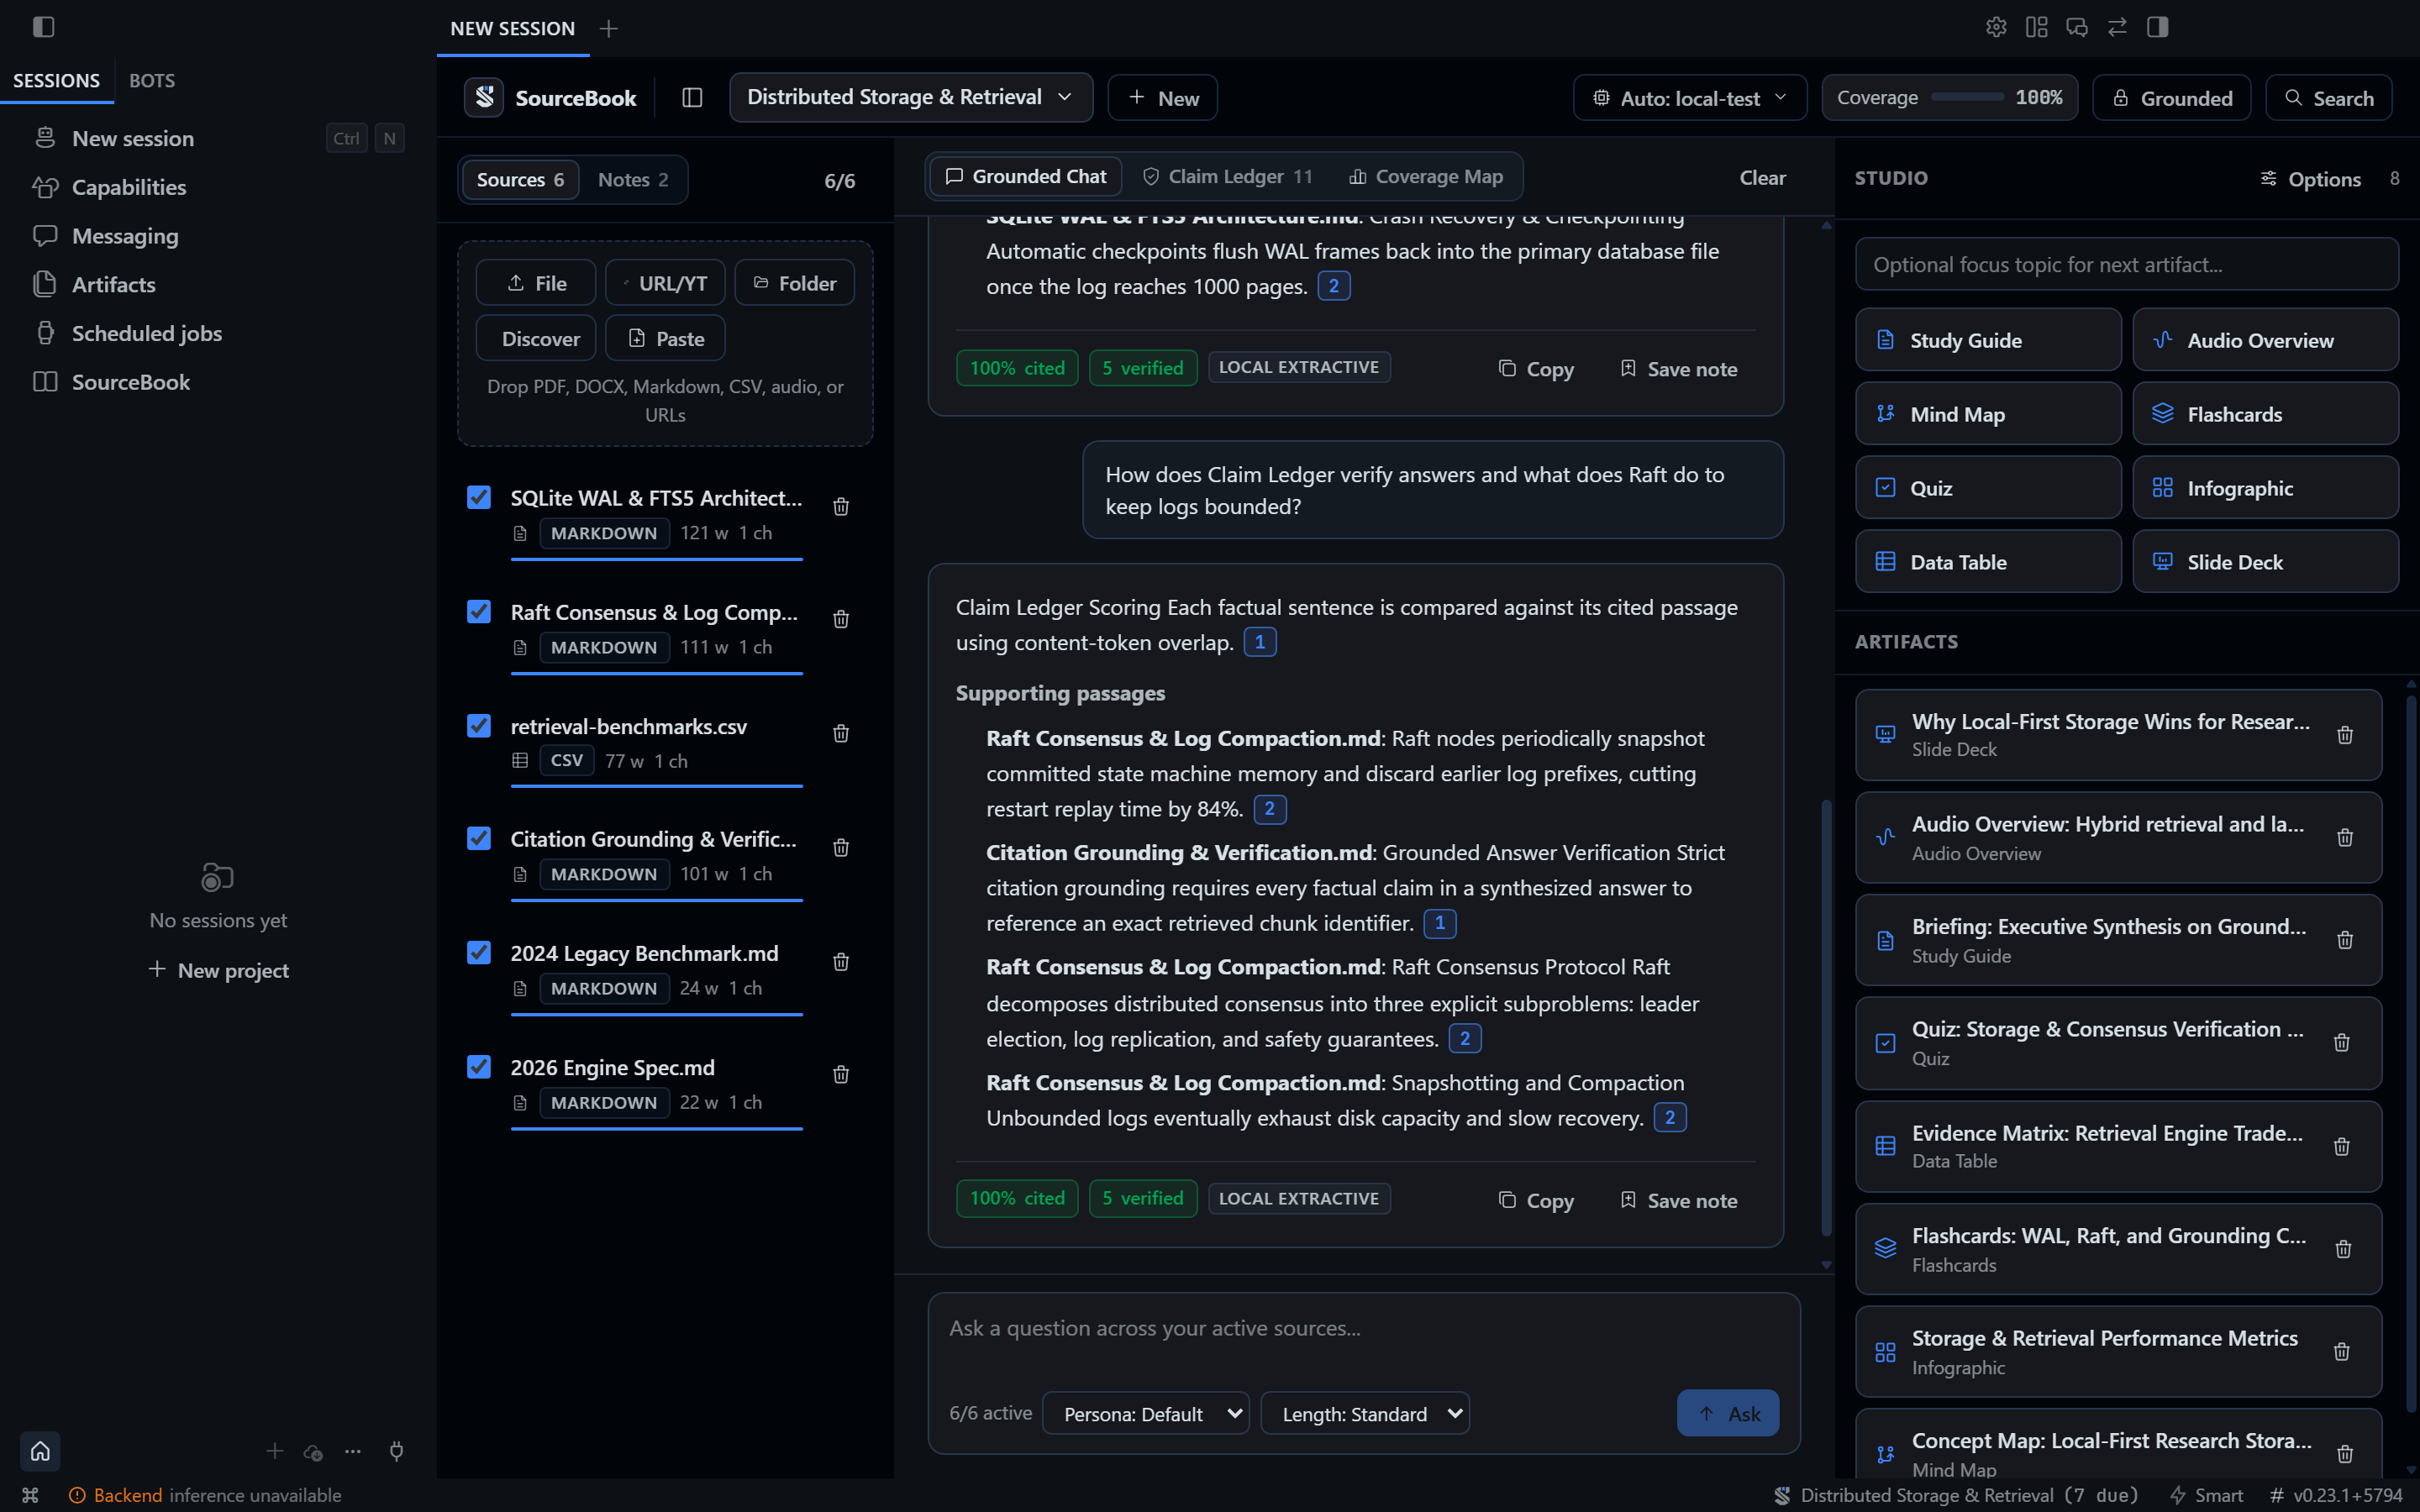 NEW SESSION
SESSIONS
BOTS
New session
Ctrl N
Capabilities
Messaging
Artifacts
Scheduled jobs
SourceBook
No sessions yet
New project
Backend inference unavailable
SourceBook
Distributed Storage & Retrieval
New
Auto: local-test
Coverage 100%
Grounded
Search
Sources 6
Notes 2
6/6
File
URL/YT
Folder
Discover
Paste
Drop PDF, DOCX, Markdown, CSV, audio, or
URLs
SQLite WAL & FTS5 Architect...
MARKDOWN 121 w 1 ch
Raft Consensus & Log Comp...
MARKDOWN 111 w 1 ch
retrieval-benchmarks.csv
CSV 77 w 1 ch
Citation Grounding & Verific...
MARKDOWN 101 w 1 ch
2024 Legacy Benchmark.md
MARKDOWN 24 w 1 ch
2026 Engine Spec.md
MARKDOWN 22 w 1 ch
Grounded Chat
Claim Ledger 11
Coverage Map
Clear
SQLite WAL & FTS5 Architecture.md: Crash Recovery & Checkpointing
Automatic checkpoints flush WAL frames back into the primary database file
once the log reaches 1000 pages. 2
100% cited
5 verified
LOCAL EXTRACTIVE
Copy
Save note
How does Claim Ledger verify answers and what does Raft do to
keep logs bounded?
Claim Ledger Scoring Each factual sentence is compared against its cited passage
using content-token overlap. 1
Supporting passages
Raft Consensus & Log Compaction.md: Raft nodes periodically snapshot
committed state machine memory and discard earlier log prefixes, cutting
restart replay time by 84%. 2
Citation Grounding & Verification.md: Grounded Answer Verification Strict
citation grounding requires every factual claim in a synthesized answer to
reference an exact retrieved chunk identifier. 1
Raft Consensus & Log Compaction.md: Raft Consensus Protocol Raft
decomposes distributed consensus into three explicit subproblems: leader
election, log replication, and safety guarantees. 2
Raft Consensus & Log Compaction.md: Snapshotting and Compaction
Unbounded logs eventually exhaust disk capacity and slow recovery. 2
100% cited
5 verified
LOCAL EXTRACTIVE
Copy
Save note
Ask a question across your active sources...
6/6 active
Persona: Default
Length: Standard
Ask
STUDIO
Options 8
Optional focus topic for next artifact...
Study Guide
Audio Overview
Mind Map
Flashcards
Quiz
Infographic
Data Table
Slide Deck
ARTIFACTS
Why Local-First Storage Wins for Resear...
Slide Deck
Audio Overview: Hybrid retrieval and la...
Audio Overview
Briefing: Executive Synthesis on Ground...
Study Guide
Quiz: Storage & Consensus Verification ...
Quiz
Evidence Matrix: Retrieval Engine Trade...
Data Table
Flashcards: WAL, Raft, and Grounding C...
Flashcards
Storage & Retrieval Performance Metrics
Infographic
Concept Map: Local-First Research Stora...
Mind Map
Distributed Storage & Retrieval (7 due)
Smart
# v0.23.1+5794